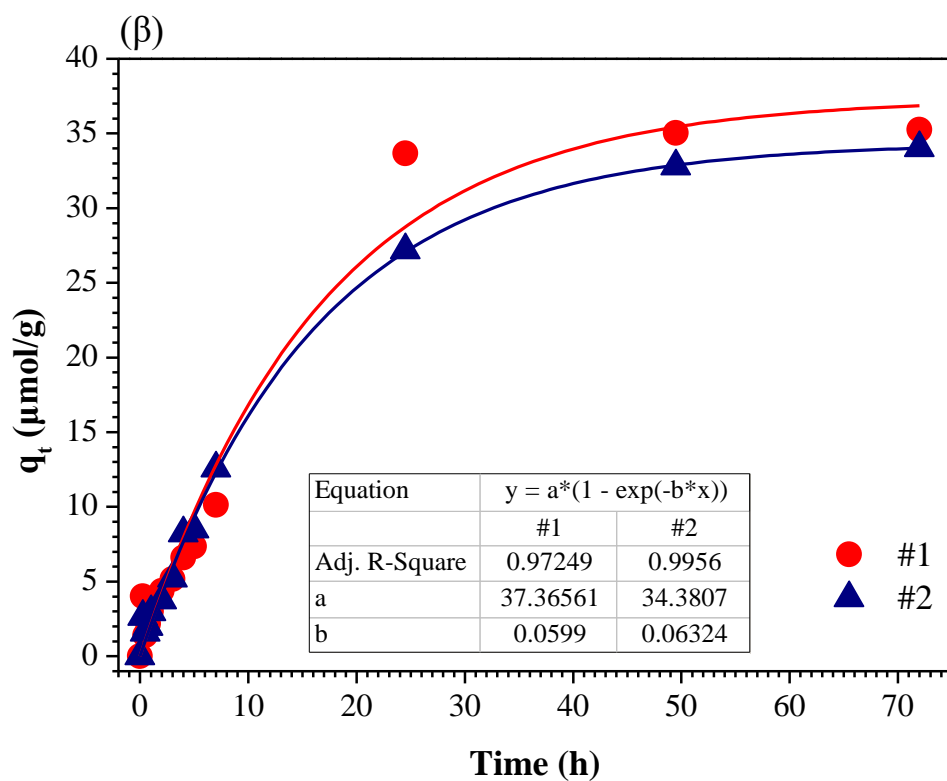 (β)
40
35
30
25
20
15
10
5
0
qt (μmol/g)
Equation y = a*(1 - exp(-b*x))
#1 #2
Adj. R-Square 0.97249 0.9956
a 37.36561 34.3807
b 0.0599 0.06324
#1
#2
0 10 20 30 40 50 60 70
Time (h)